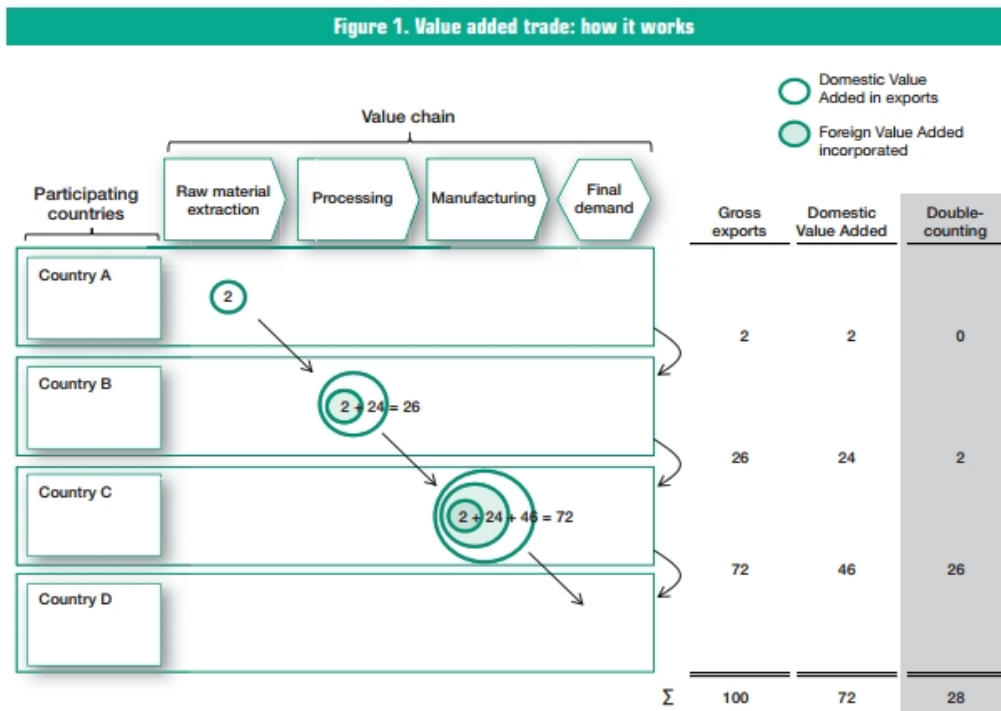 Figure 1. Value added trade: how it works
Domestic Value
Added in exports
Foreign Value Added
incorporated
Value chain
Participating
countries
Raw material
extraction
Processing
Manufacturing
Final
demand
Gross
exports
Domestic
Value Added
Double-
counting
Country A
2
2 2 0
Country B
2 + 24 = 26
26 24 2
Country C
2 + 24 + 46 = 72
72 46 26
Country D
Σ 100 72 28